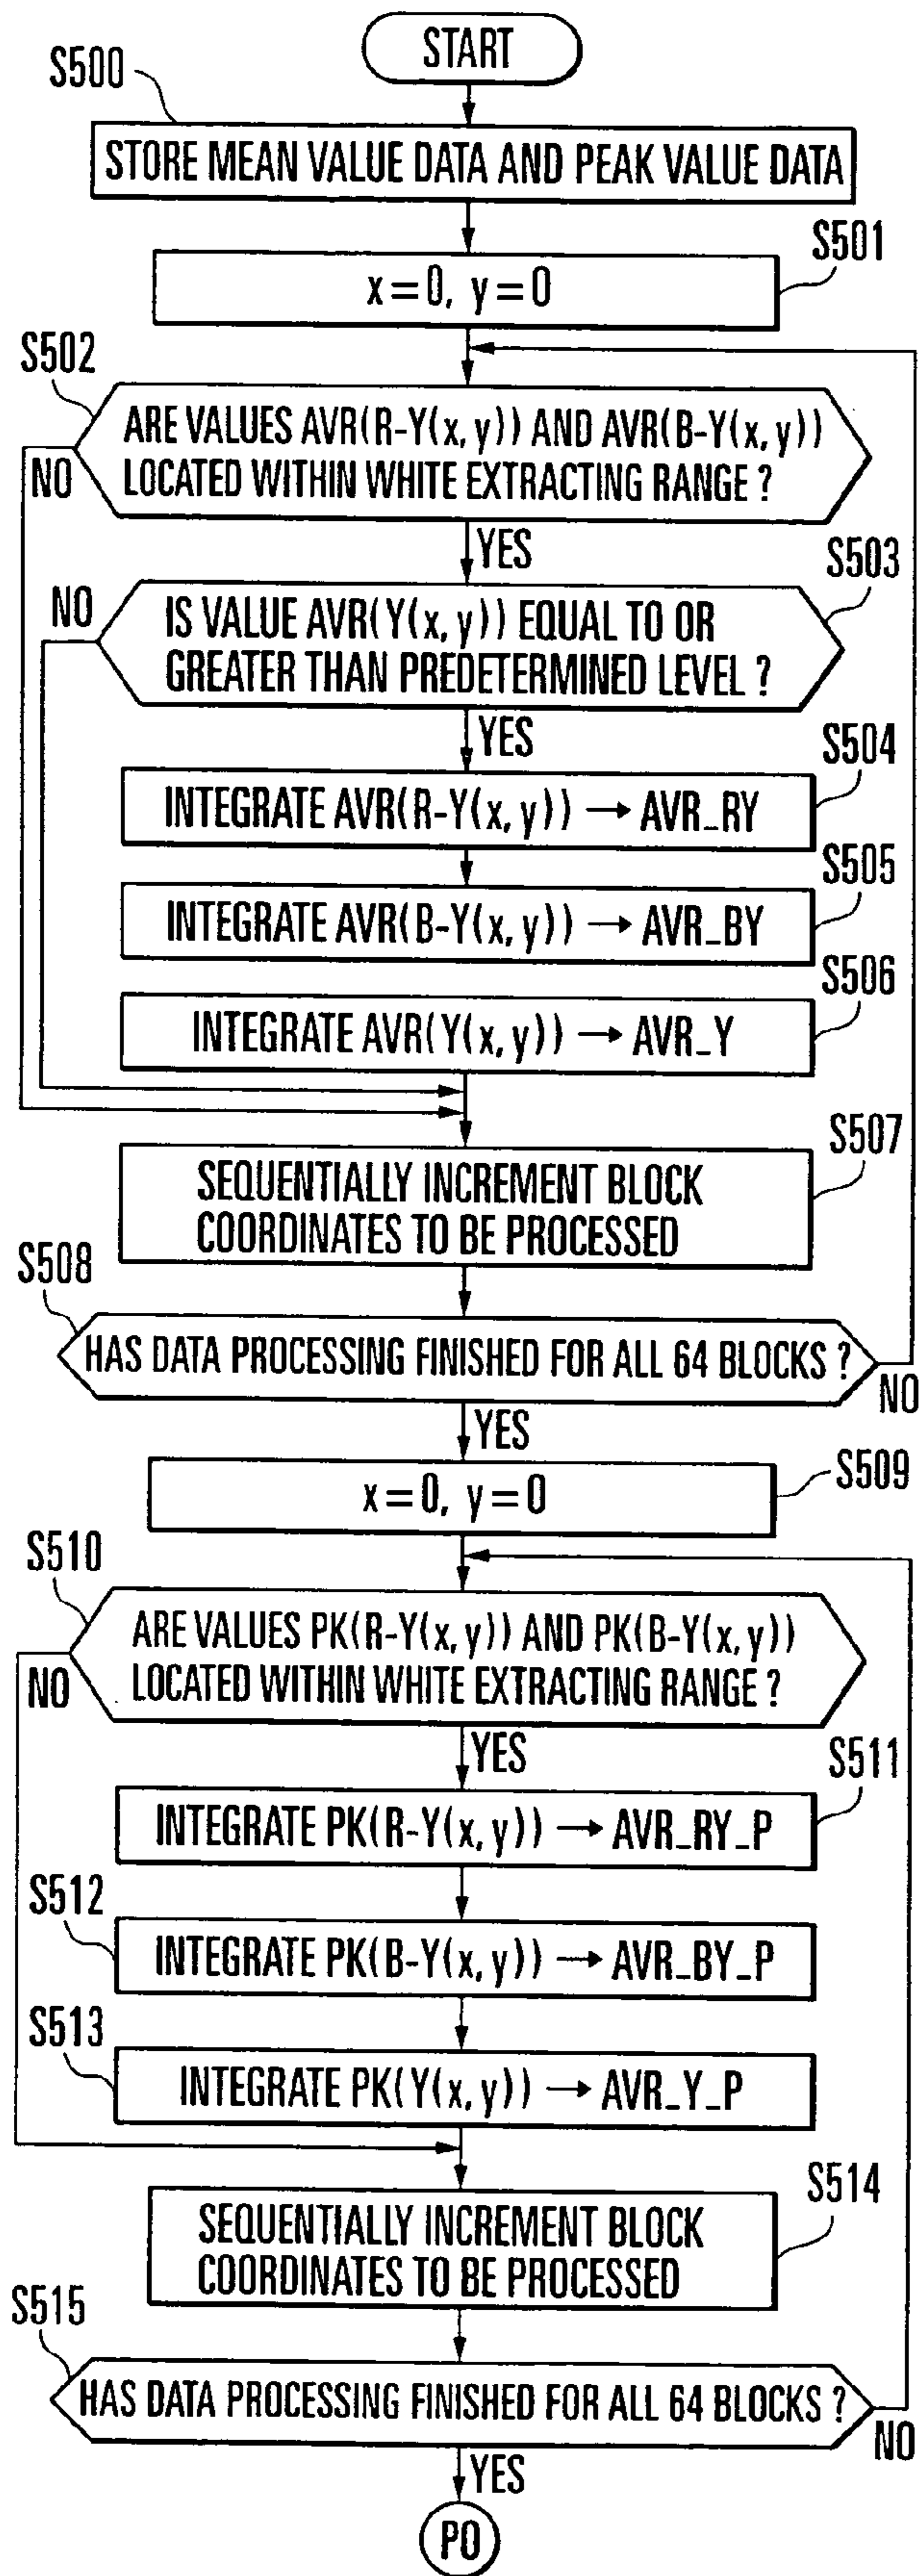 START
S500
STORE MEAN VALUE DATA AND PEAK VALUE DATA
S501
x=0, y=0
S502
ARE VALUES AVR(R-Y(x, y)) AND AVR(B-Y(x, y))
LOCATED WITHIN WHITE EXTRACTING RANGE ?
NO
YES
S503
NO
IS VALUE AVR(Y(x, y)) EQUAL TO OR
GREATER THAN PREDETERMINED LEVEL ?
YES
S504
INTEGRATE AVR(R-Y(x, y)) → AVR_RY
S505
INTEGRATE AVR(B-Y(x, y)) → AVR_BY
S506
INTEGRATE AVR(Y(x, y)) → AVR_Y
S507
SEQUENTIALLY INCREMENT BLOCK
COORDINATES TO BE PROCESSED
S508
HAS DATA PROCESSING FINISHED FOR ALL 64 BLOCKS ?
NO
YES
S509
x=0, y=0
S510
ARE VALUES PK(R-Y(x, y)) AND PK(B-Y(x, y))
LOCATED WITHIN WHITE EXTRACTING RANGE ?
NO
YES
S511
INTEGRATE PK(R-Y(x, y)) → AVR_RY_P
S512
INTEGRATE PK(B-Y(x, y)) → AVR_BY_P
S513
INTEGRATE PK(Y(x, y)) → AVR_Y_P
S514
SEQUENTIALLY INCREMENT BLOCK
COORDINATES TO BE PROCESSED
S515
HAS DATA PROCESSING FINISHED FOR ALL 64 BLOCKS ?
NO
YES
P0